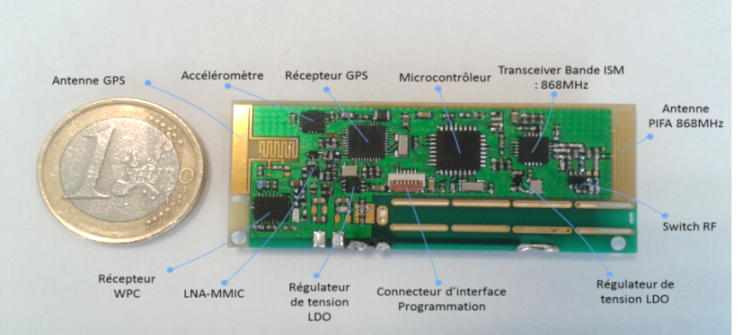 Antenne GPS
Accéléromètre
Récepteur GPS
Microcontrôleur
Transceiver Bande ISM
: 868MHz
Antenne
PIFA 868MHz
1
EURO
Switch RF
Récepteur
WPC
LNA-MMIC
Régulateur
de tension
LDO
Connecteur d'interface
Programmation
Régulateur de
tension LDO